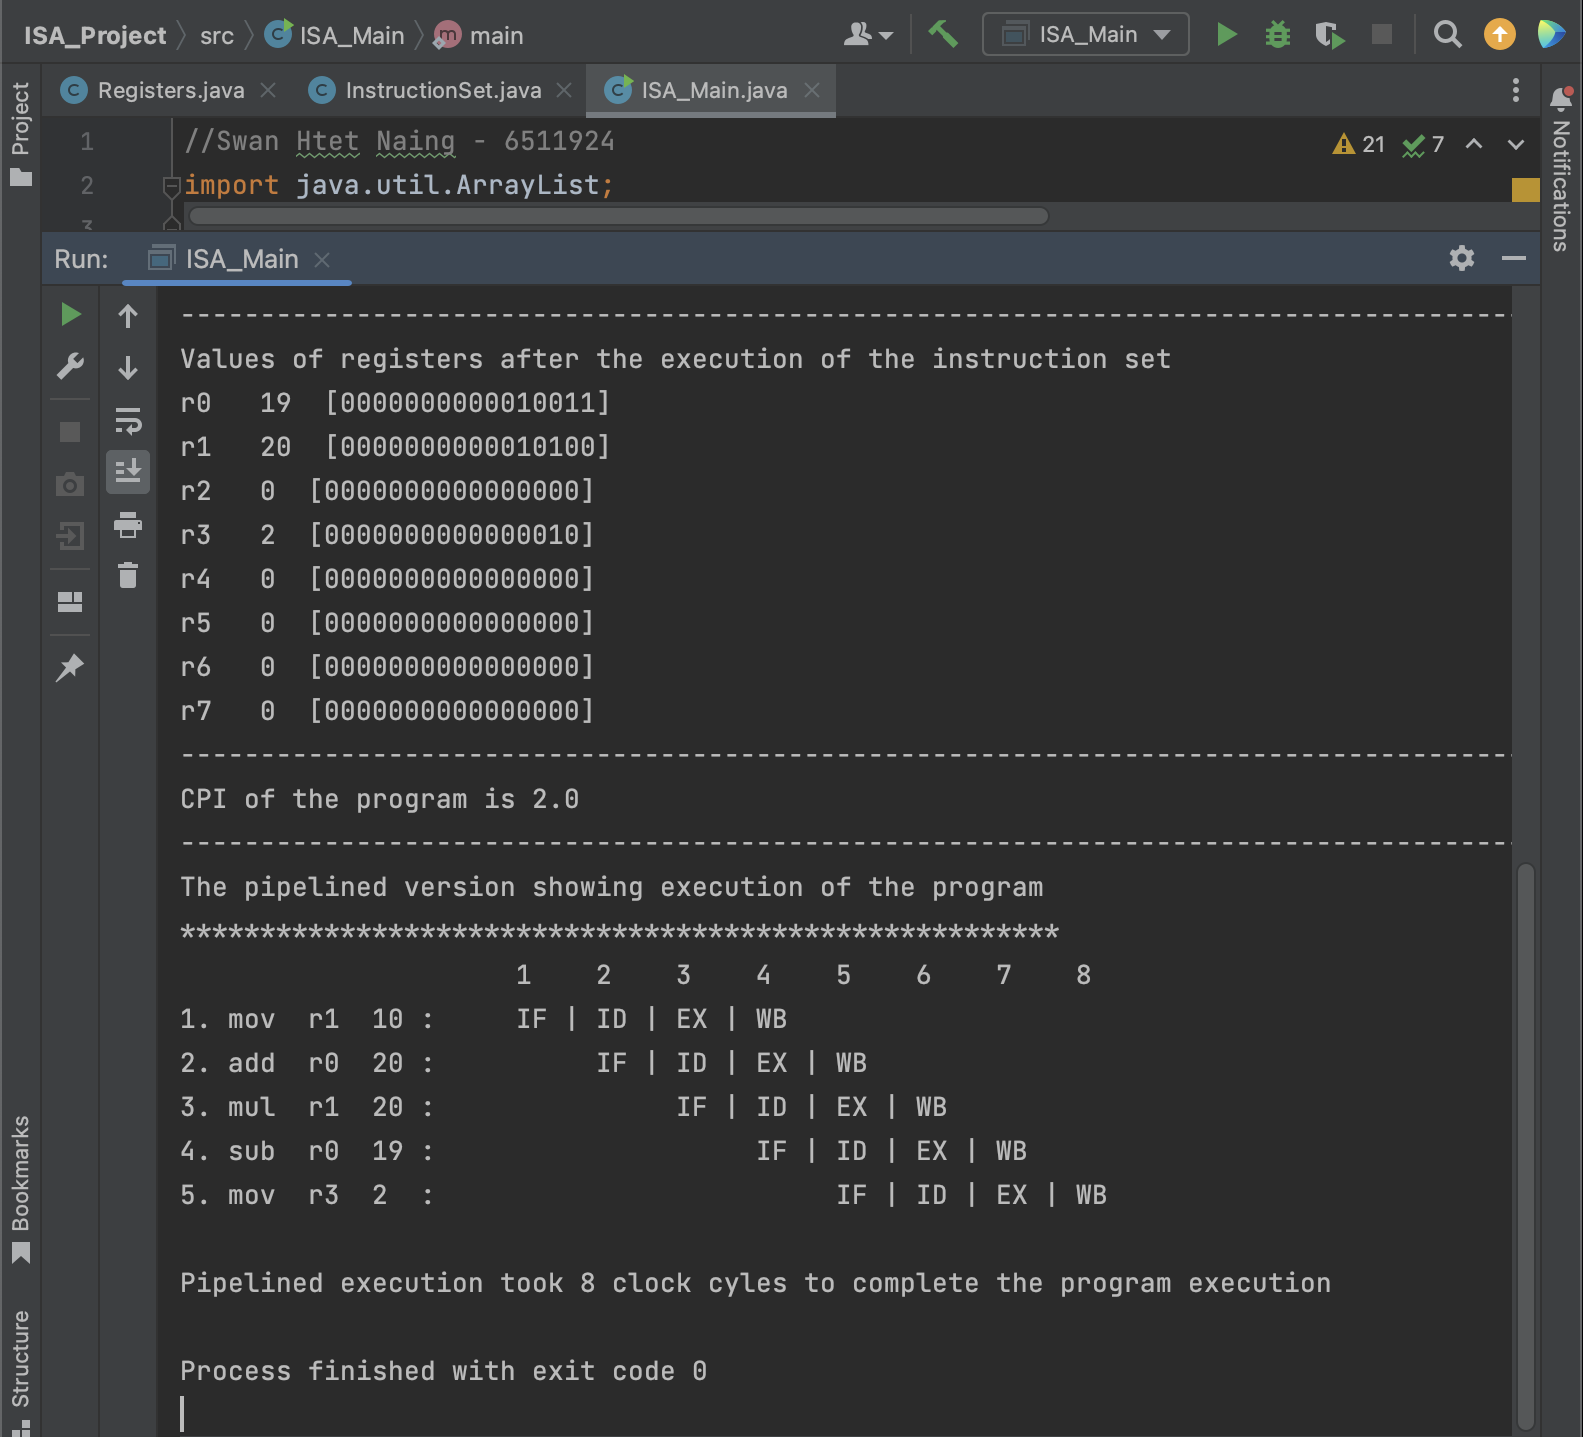 ISA_Project src ISA_Main main ISA_Main
Project
Registers.java InstructionSet.java ISA_Main.java
Notifications
1 //Swan Htet Naing - 6511924 21 7
2 import java.util.ArrayList;
3
Run: ISA_Main
------------------------------------------------------------------------------------
Values of registers after the execution of the instruction set
r0 19 [0000000000010011]
r1 20 [0000000000010100]
r2 0 [0000000000000000]
r3 2 [0000000000000010]
r4 0 [0000000000000000]
r5 0 [0000000000000000]
r6 0 [0000000000000000]
r7 0 [0000000000000000]
------------------------------------------------------------------------------------
CPI of the program is 2.0
------------------------------------------------------------------------------------
The pipelined version showing execution of the program
*******************************************************
1 2 3 4 5 6 7 8
1. mov r1 10 : IF | ID | EX | WB
2. add r0 20 : IF | ID | EX | WB
3. mul r1 20 : IF | ID | EX | WB
4. sub r0 19 : IF | ID | EX | WB
5. mov r3 2 : IF | ID | EX | WB
Pipelined execution took 8 clock cyles to complete the program execution
Process finished with exit code 0
Bookmarks
Structure